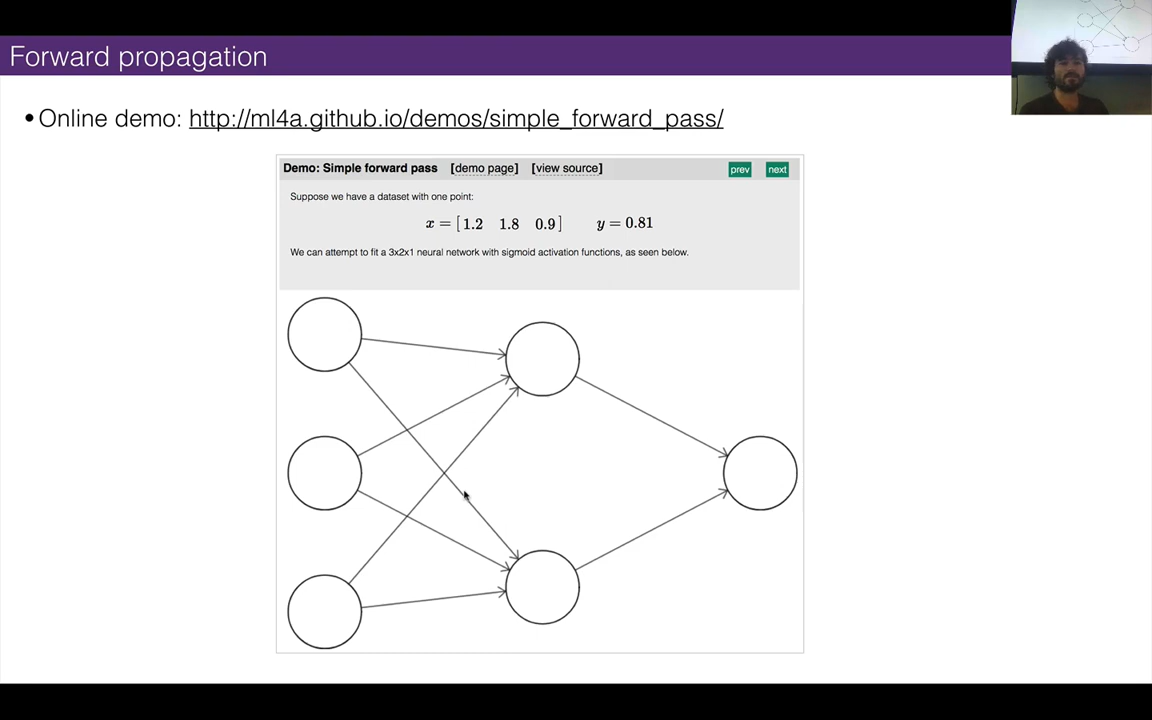 Forward propagation
• Online demo: http://ml4a.github.io/demos/simple_forward_pass/
Demo: Simple forward pass [demo page] [view source] prev next
Suppose we have a dataset with one point:
x = [1.2 1.8 0.9] y = 0.81
We can attempt to fit a 3x2x1 neural network with sigmoid activation functions, as seen below.